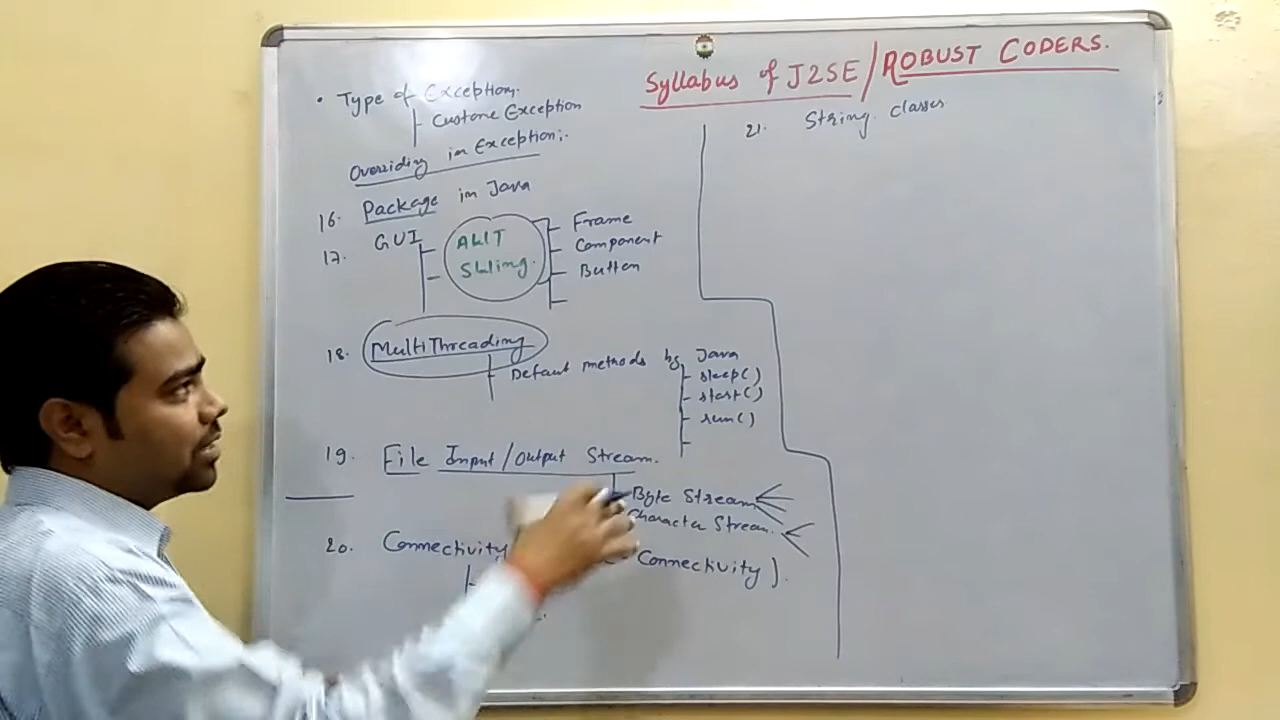 Syllabus of J2SE/ROBUST CODERS.
• Type of Exception.
Custone Exception
Overriding in Exception:.
16. Package in Java
17. GUI
AWT
Swing.
Frame
Component
Button
18. MultiThreading
Default methods by Java
sleep()
start()
run()
19. File Input/Output Stream.
Byte Stream
Character Stream.
20. Connectivity
Connectivity).
21. String classes